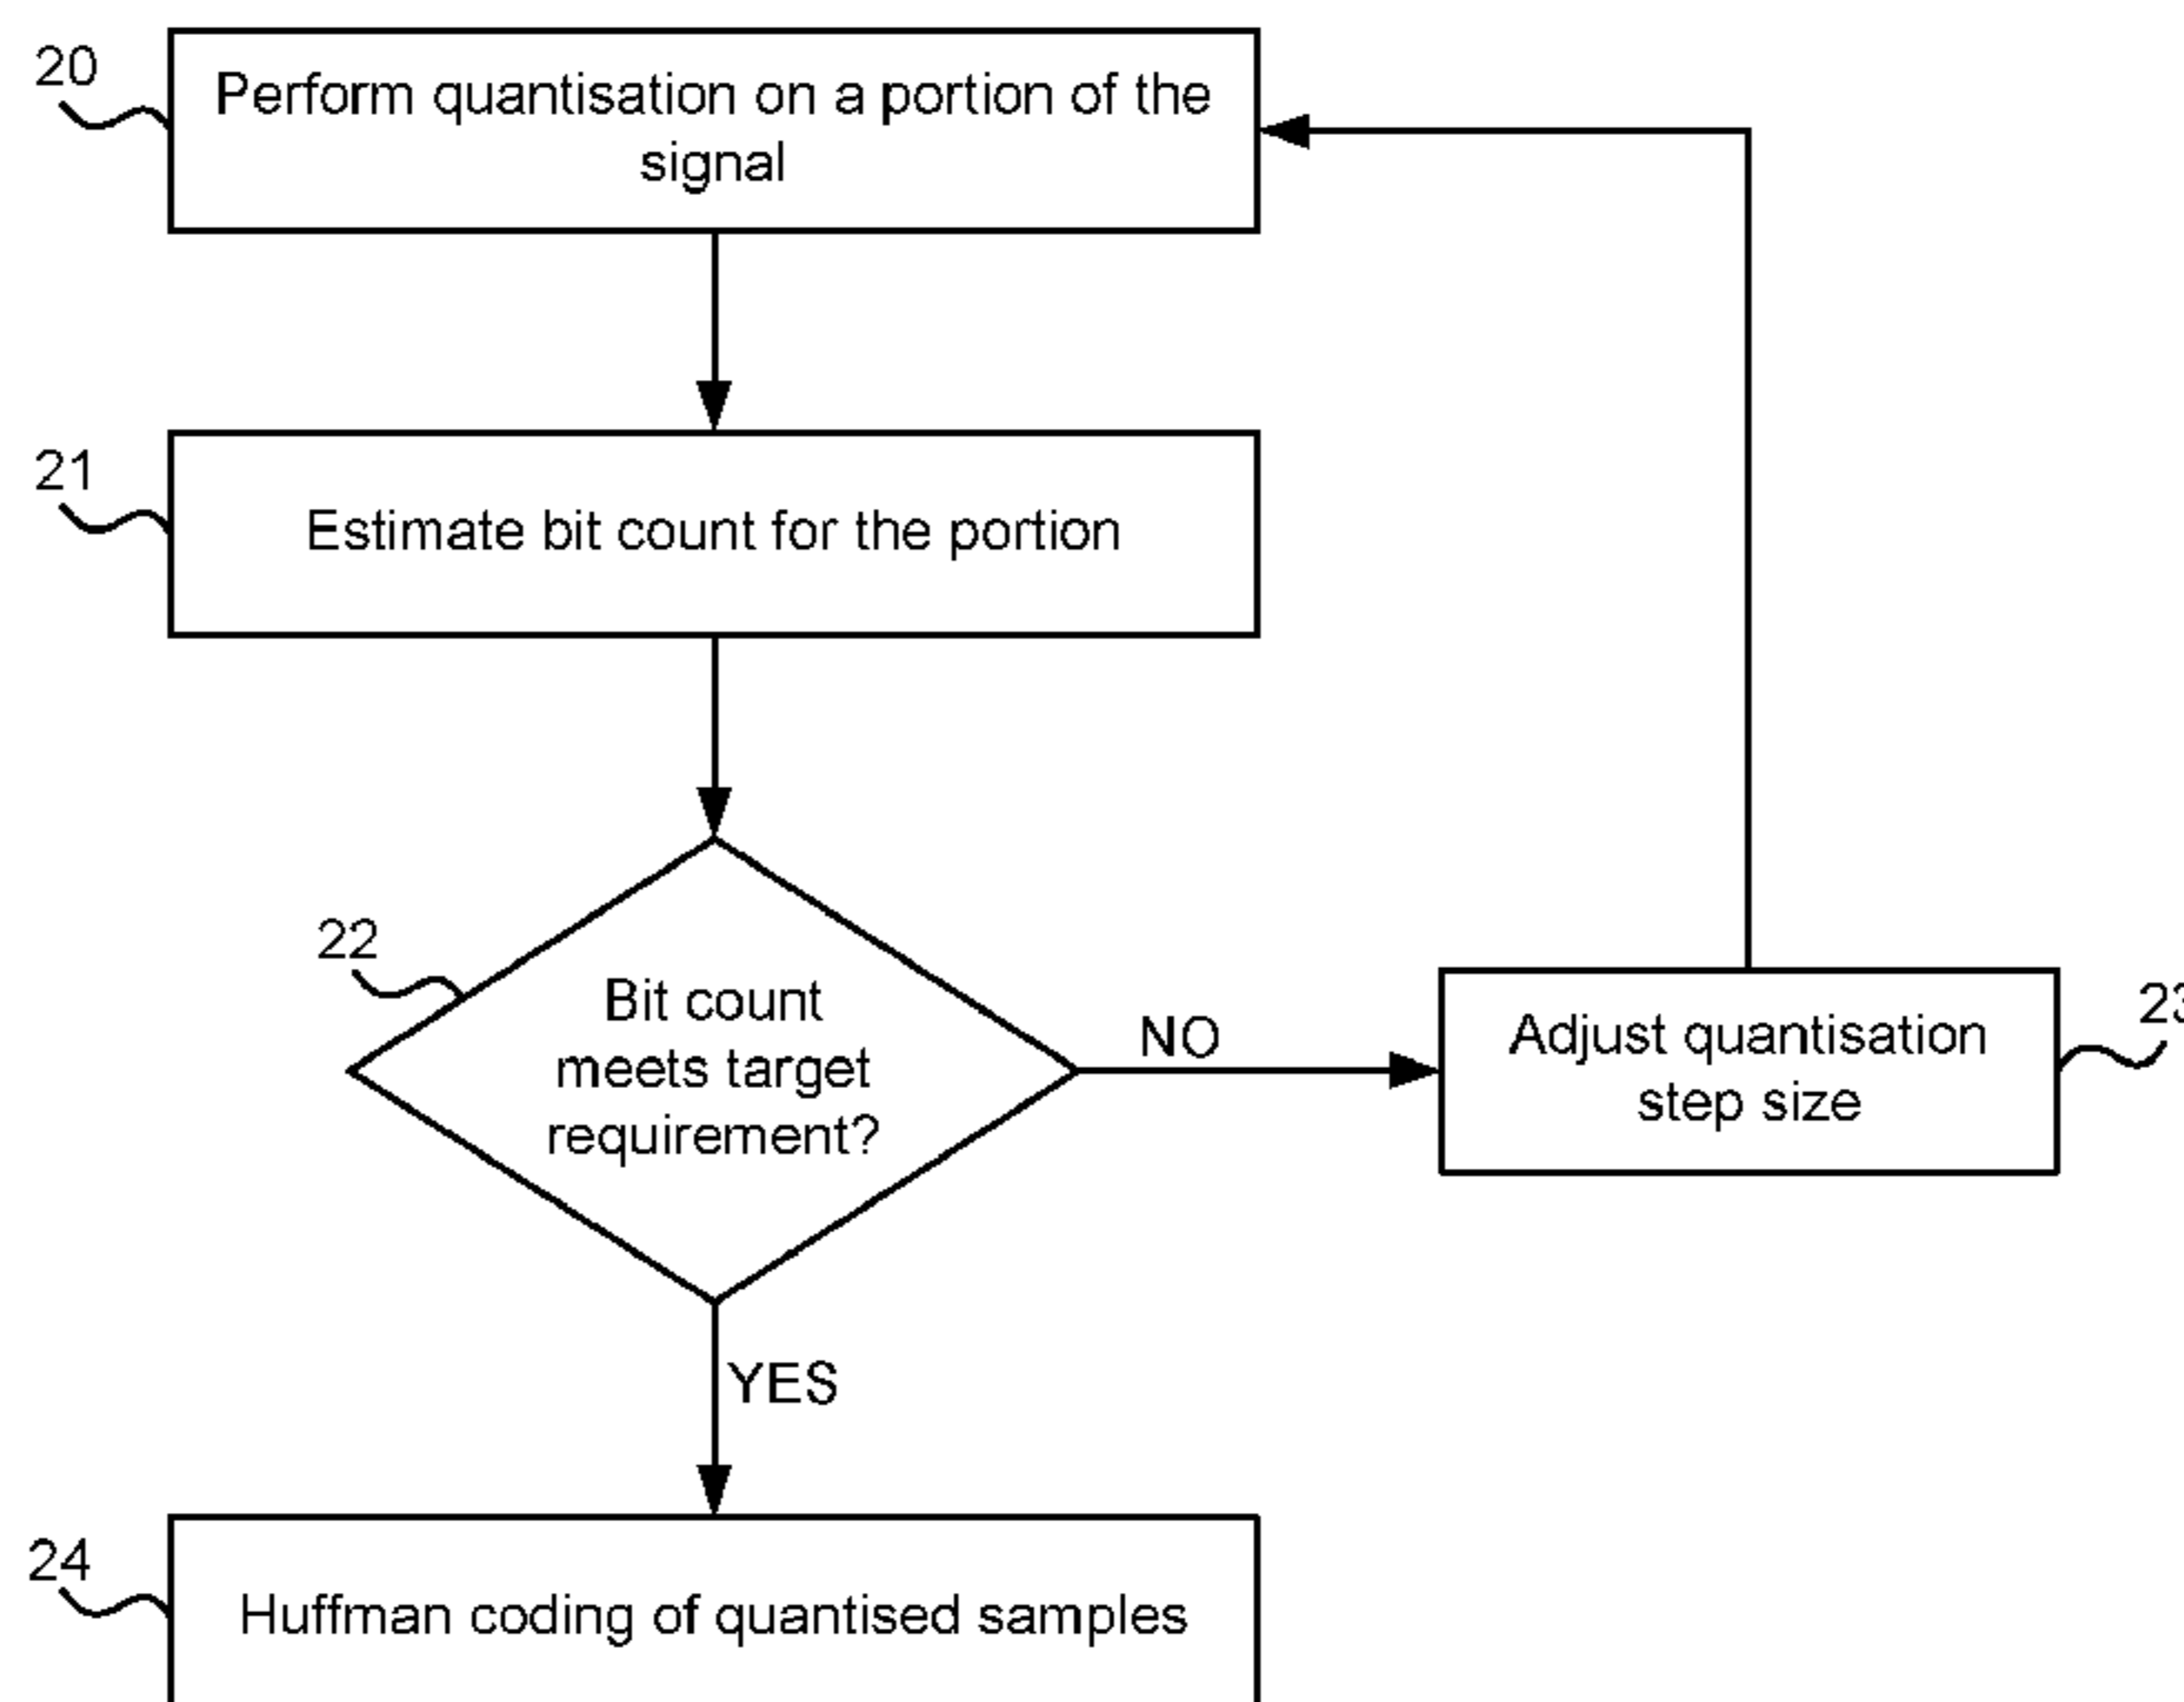 20
Perform quantisation on a portion of the
signal
21
Estimate bit count for the portion
22
Bit count
meets target
requirement?
NO
Adjust quantisation
step size
23
YES
24
Huffman coding of quantised samples